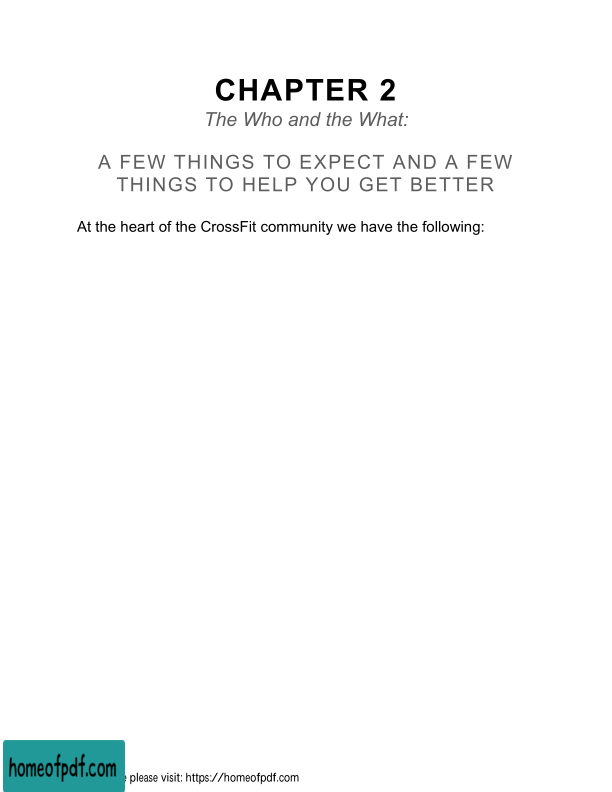 CHAPTER 2
The Who and the What:
A FEW THINGS TO EXPECT AND A FEW
THINGS TO HELP YOU GET BETTER
At the heart of the CrossFit community we have the following:
homeofpdf.com
please visit: https://homeofpdf.com